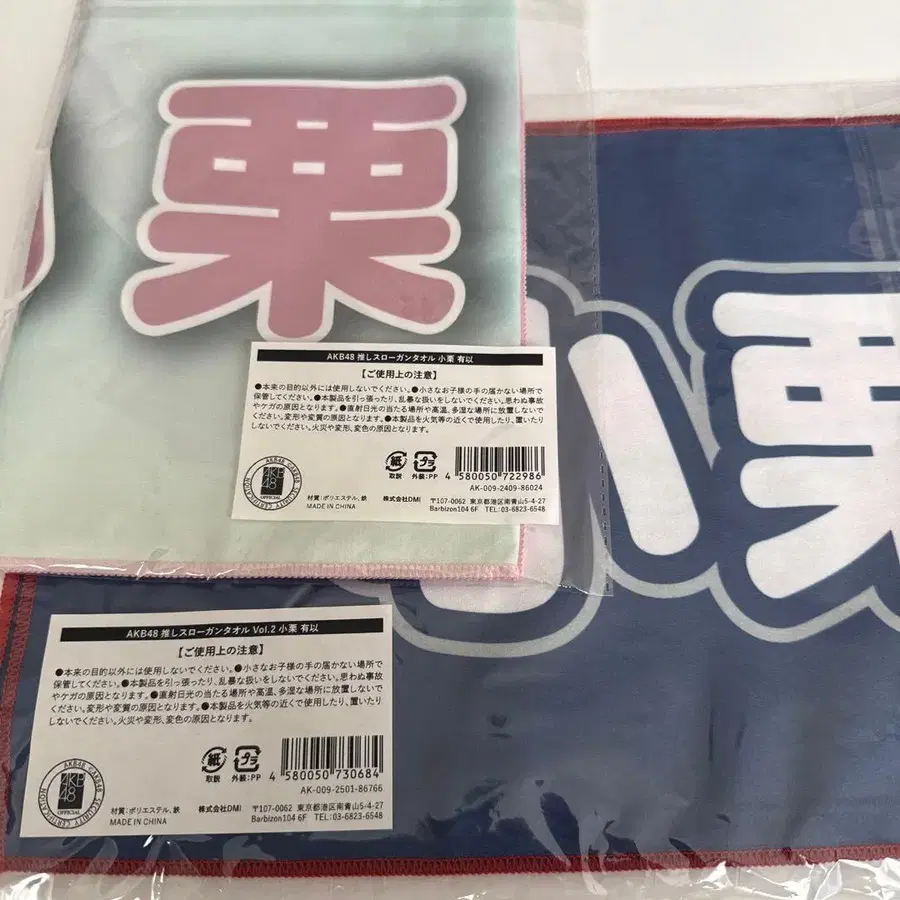 栗
小栗
AKB48 推しスローガンタオル 小栗 有以
【ご使用上の注意】
●本来の目的以外には使用しないでください。●小さなお子様の手の届かない場所で
保管してください。●本製品を引っ張ったり、乱暴な扱いをしないでください。思わぬ事故
やケガの原因となります。●直射日光の当たる場所や高温、多湿な場所に放置しないで
ください。変形や変質の原因となります。●本製品を火気等の近くで使用したり、置いたり
しないでください。火災や変形、変色の原因となります。
紙 プラ
取説 外装:PP
4 580050 722986
AK-009-2409-86024
AKB48 OFFICIAL
材質:ポリエステル、鉄 株式会社DMI 〒107-0062 東京都港区南青山5-4-27
MADE IN CHINA Barbizon104 6F TEL:03-6823-6548
AKB48 推しスローガンタオル Vol.2 小栗 有以
【ご使用上の注意】
●本来の目的以外には使用しないでください。●小さなお子様の手の届かない場所で
保管してください。●本製品を引っ張ったり、乱暴な扱いをしないでください。思わぬ事故
やケガの原因となります。●直射日光の当たる場所や高温、多湿な場所に放置しないで
ください。変形や変質の原因となります。●本製品を火気等の近くで使用したり、置いたり
しないでください。火災や変形、変色の原因となります。
紙 プラ
取説 外装:PP
4 580050 730684
AK-009-2501-86766
AKB48 OFFICIAL
材質:ポリエステル、鉄 株式会社DMI 〒107-0062 東京都港区南青山5-4-27
MADE IN CHINA Barbizon104 6F TEL:03-6823-6548